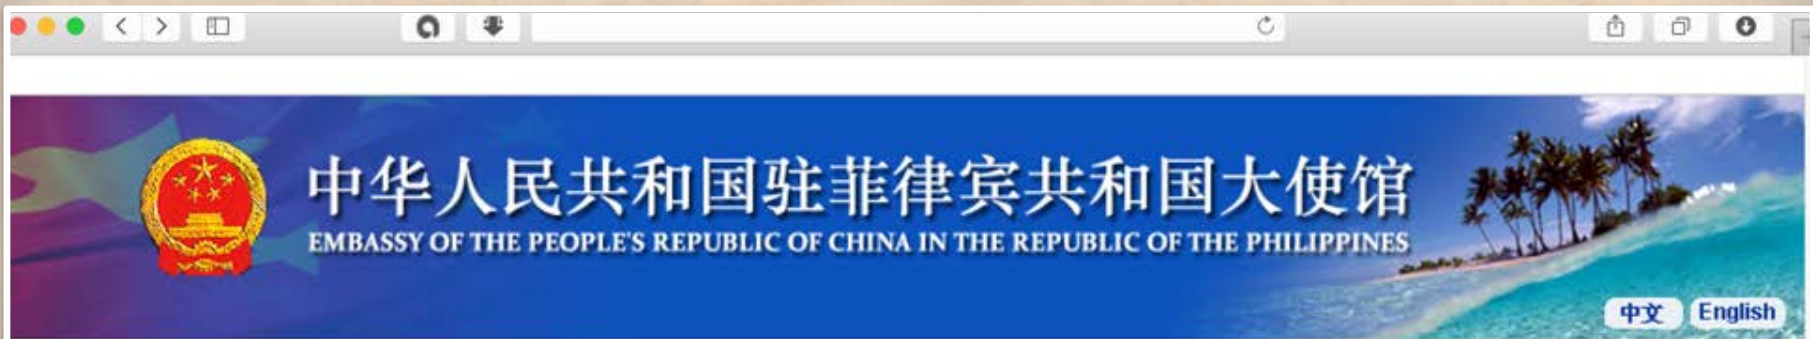 中华人民共和国驻菲律宾共和国大使馆
EMBASSY OF THE PEOPLE'S REPUBLIC OF CHINA IN THE REPUBLIC OF THE PHILIPPINES
中文 English